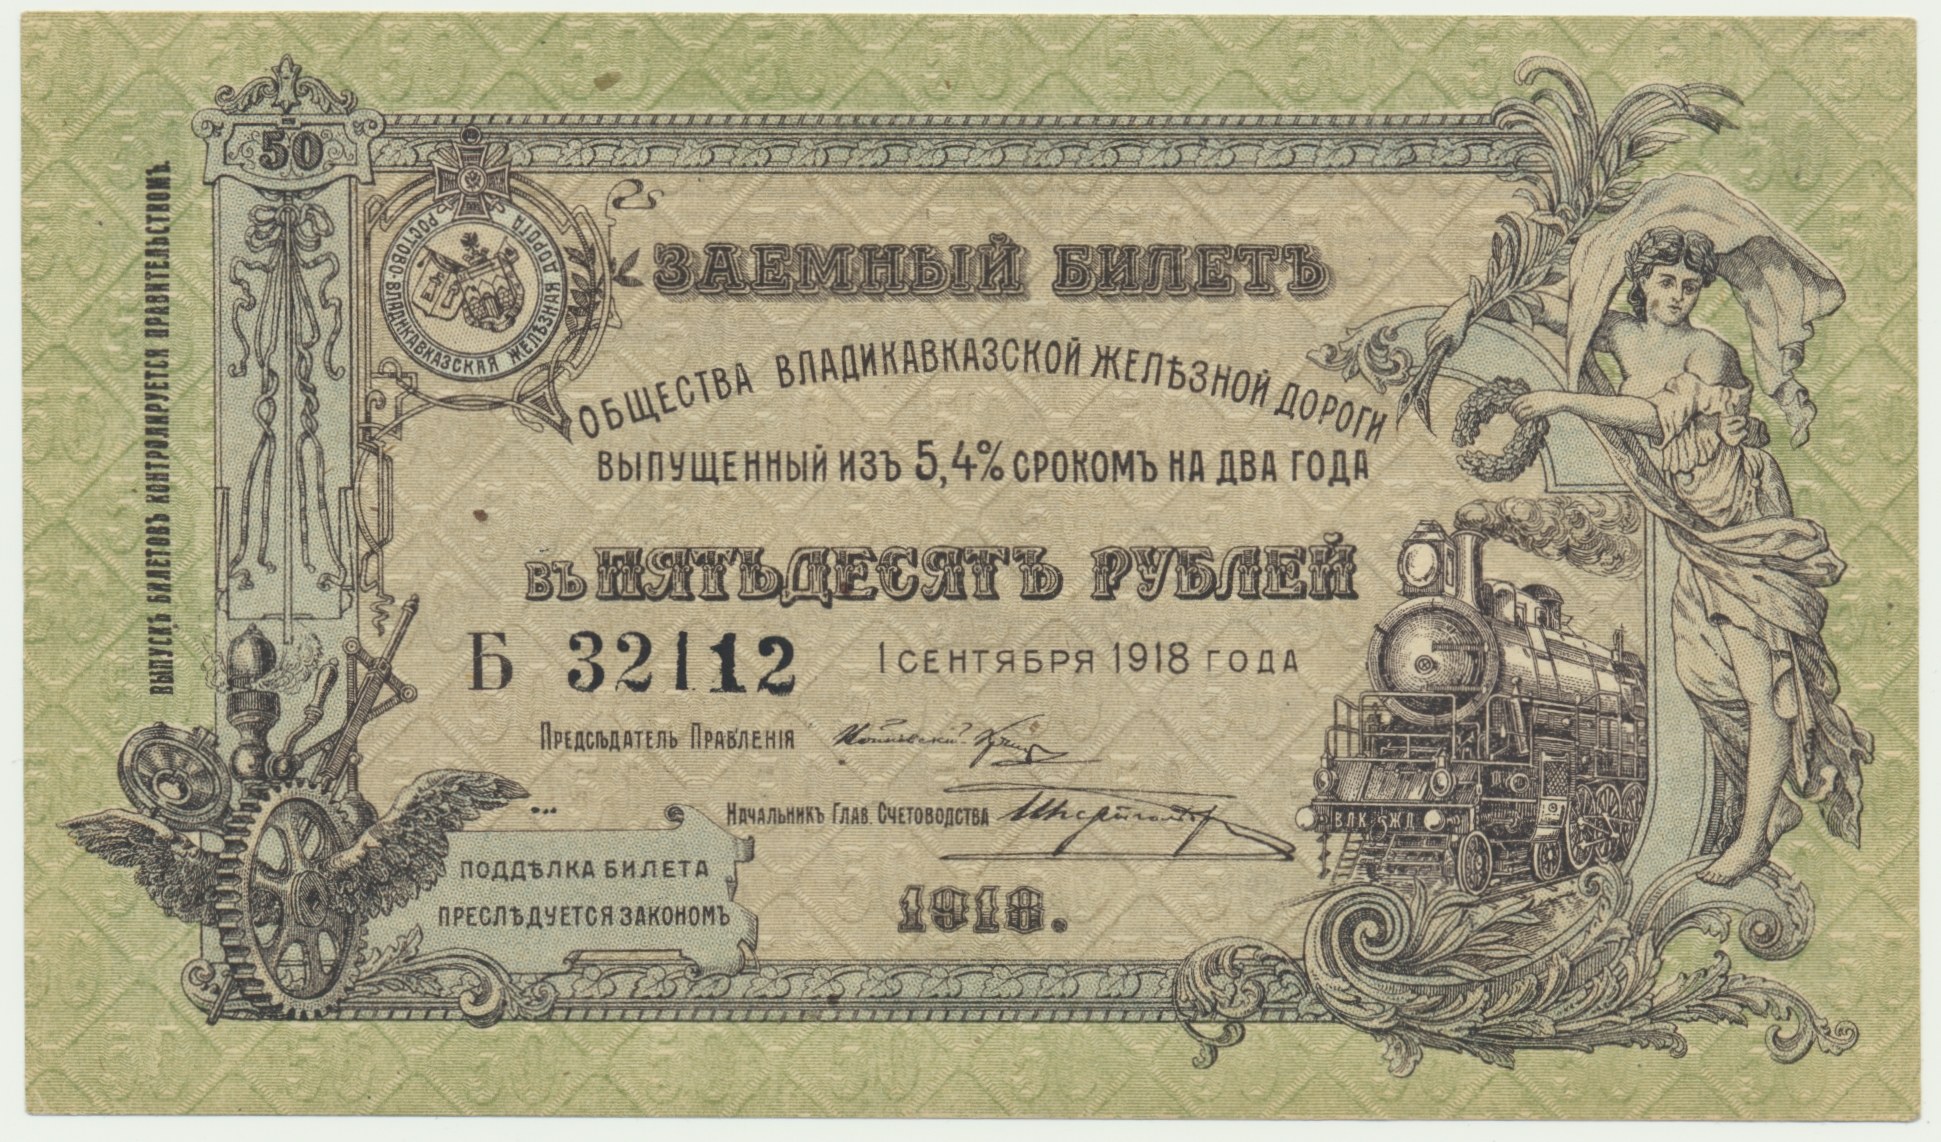 50
ВЫПУСКЪ БИЛЕТОВЪ КОНТРОЛИРУЕТСЯ ПРАВИТЕЛЬСТВОМЪ.
РОСТОВО-ВЛАДИКАВКАЗСКАЯ ЖЕЛѢЗНАЯ ДОРОГА
ЗАЕМНЫЙ БИЛЕТЪ
ОБЩЕСТВА ВЛАДИКАВКАЗСКОЙ ЖЕЛѢЗНОЙ ДОРОГИ
ВЫПУЩЕННЫЙ ИЗЪ 5,4% СРОКОМЪ НА ДВА ГОДА
ВЪ ПЯТЬДЕСЯТЪ РУБЛЕЙ
Б 32112 1 СЕНТЯБРЯ 1918 ГОДА
ПРЕДСѢДАТЕЛЬ ПРАВЛЕНІЯ
НАЧАЛЬНИКЪ ГЛАВ. СЧЕТОВОДСТВА
ВЛК ЖД
ПОДДѢЛКА БИЛЕТА
ПРЕСЛѢДУЕТСЯ ЗАКОНОМЪ
1918.